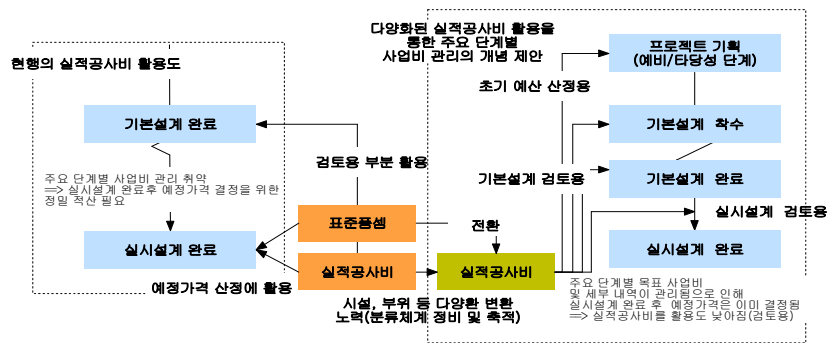 현행의 실적공사비 활용도
기본설계 완료
주요 단계별 사업비 관리 취약
==> 실시설계 완료후 예정가격 결정을 위한
정밀 적산 필요
실시설계 완료
예정가격 산정에 활용
검토용 부분 활용
표준품셈
실적공사비
전환
실적공사비
시설, 부위 등 다양한 변환
노력(분류체계 정비 및 축적)
다양화된 실적공사비 활용을
통한 주요 단계별
사업비 관리의 개념 제안
초기 예산 산정용
기본설계 검토용
프로젝트 기획
(예비/타당성 단계)
기본설계 착수
기본설계 완료
실시설계 검토용
실시설계 완료
주요 단계별 목표 사업비
및 세부 내역이 관리됨으로 인해
실시설계 완료 후 예정가격은 이미 결정됨
==> 실적공사비를 활용도 낮아짐(검토용)